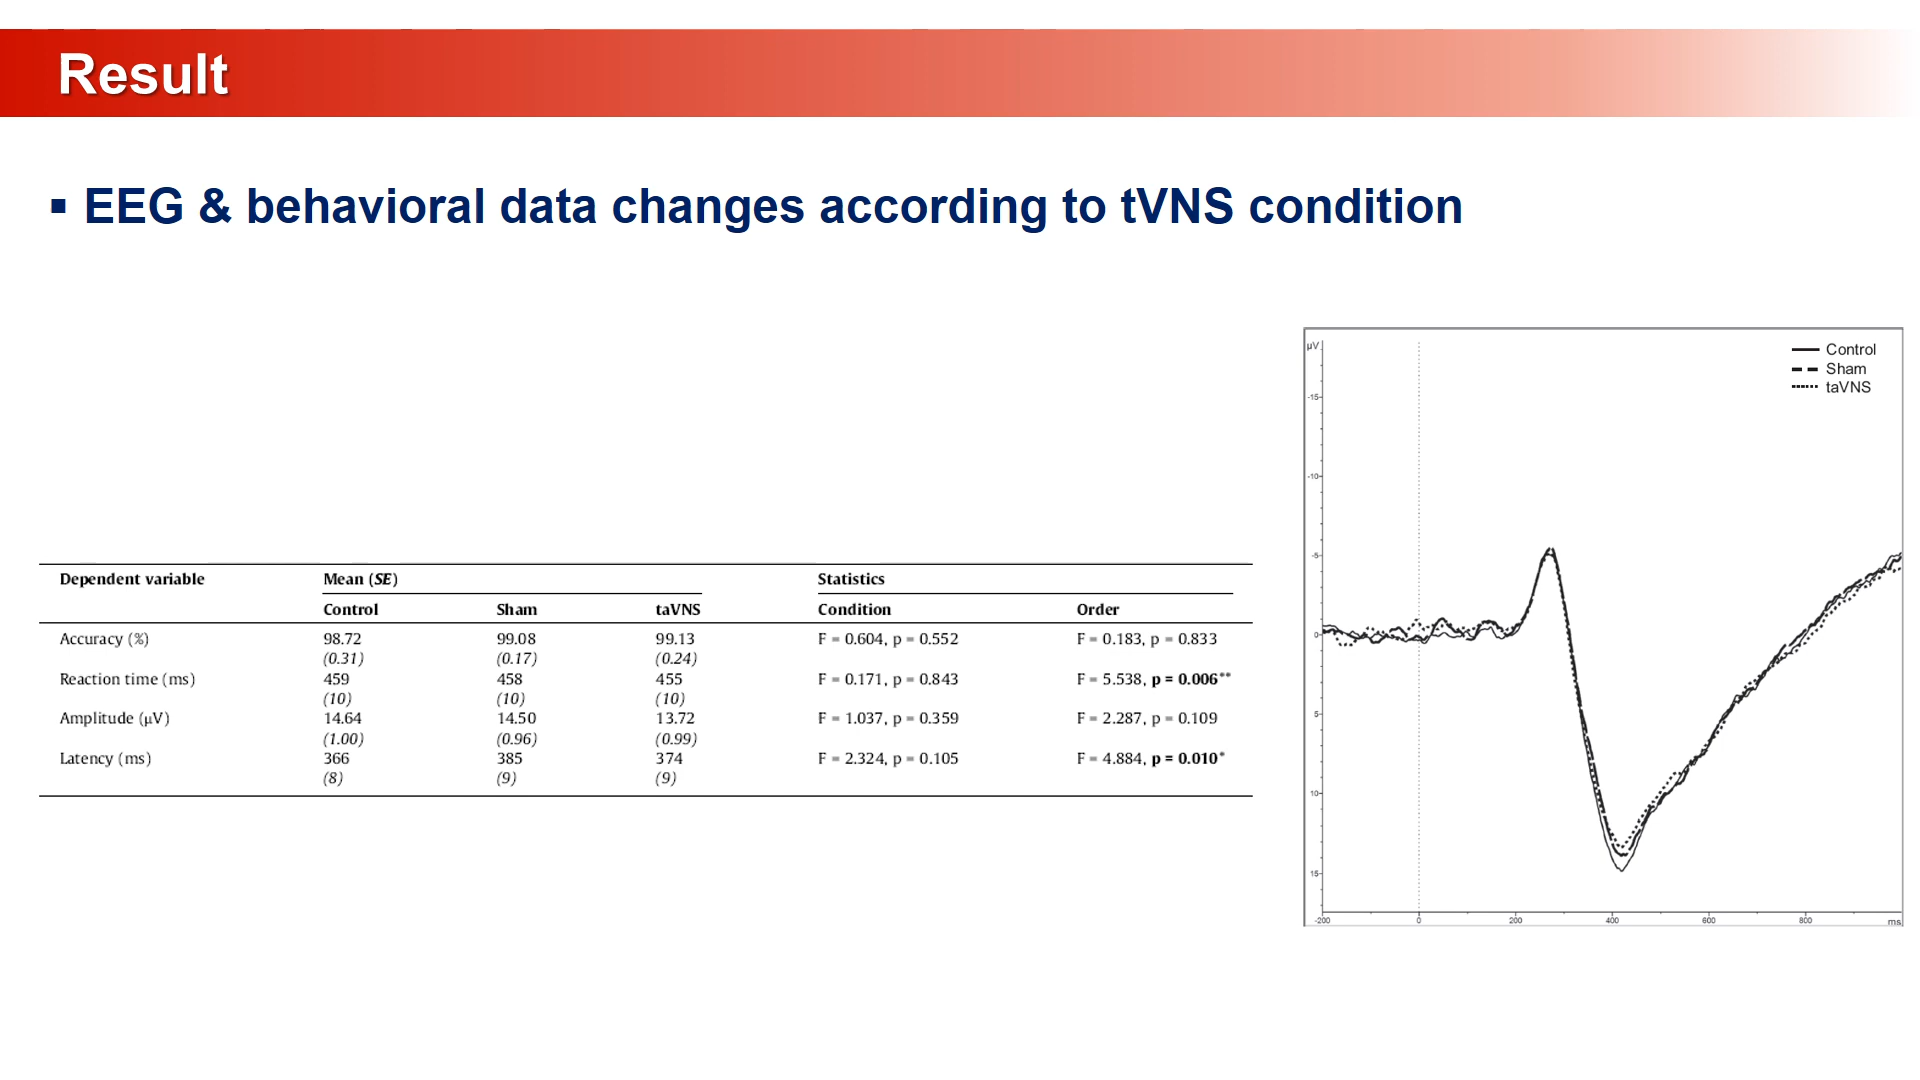 Result
▪ EEG & behavioral data changes according to tVNS condition
Dependent variable Mean (SE) Statistics
Control Sham taVNS Condition Order
Accuracy (%) 98.72 99.08 99.13 F = 0.604, p = 0.552 F = 0.183, p = 0.833
(0.31) (0.17) (0.24)
Reaction time (ms) 459 458 455 F = 0.171, p = 0.843 F = 5.538, p = 0.006**
(10) (10) (10)
Amplitude (μV) 14.64 14.50 13.72 F = 1.037, p = 0.359 F = 2.287, p = 0.109
(1.00) (0.96) (0.99)
Latency (ms) 366 385 374 F = 2.324, p = 0.105 F = 4.884, p = 0.010*
(8) (9) (9)
μV
Control
Sham
taVNS
-15
-10
-5
0
5
10
15
-200 0 200 400 600 800 ms